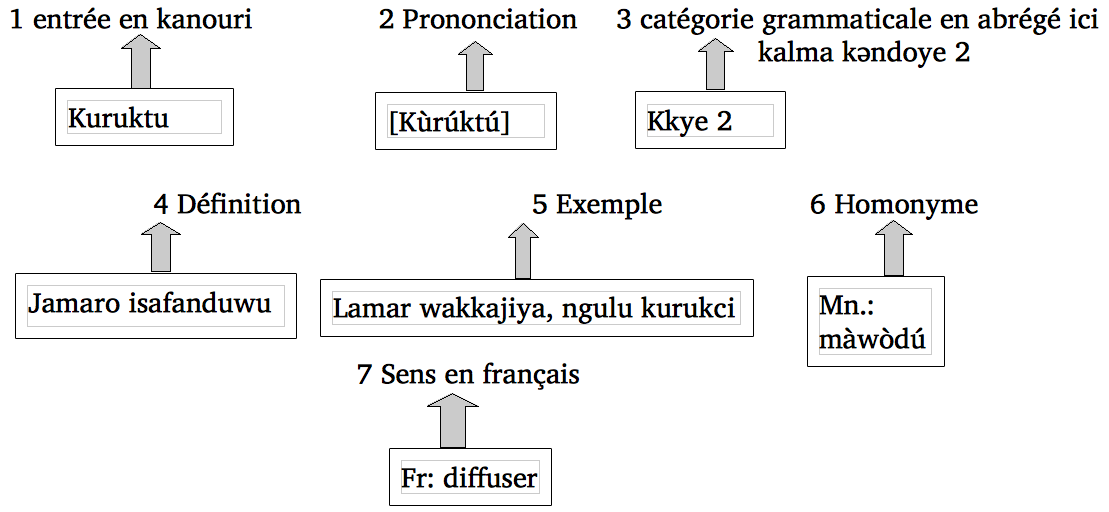 1 entrée en kanouri
2 Prononciation
3 catégorie grammaticale en abrégé ici
kalma kəndoye 2
Kuruktu
[Kùrúktú]
Kkye 2
4 Définition
5 Exemple
6 Homonyme
Jamaro isafanduwu
Lamar wakkajiya, ngulu kurukci
Mn.:
màwòdú
7 Sens en français
Fr: diffuser